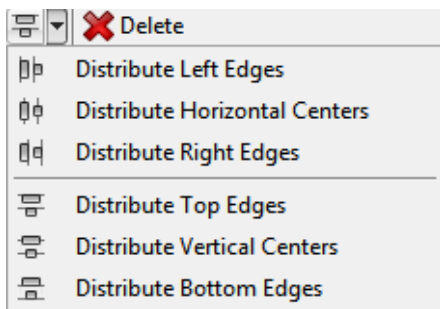 Delete
Distribute Left Edges
Distribute Horizontal Centers
Distribute Right Edges
Distribute Top Edges
Distribute Vertical Centers
Distribute Bottom Edges